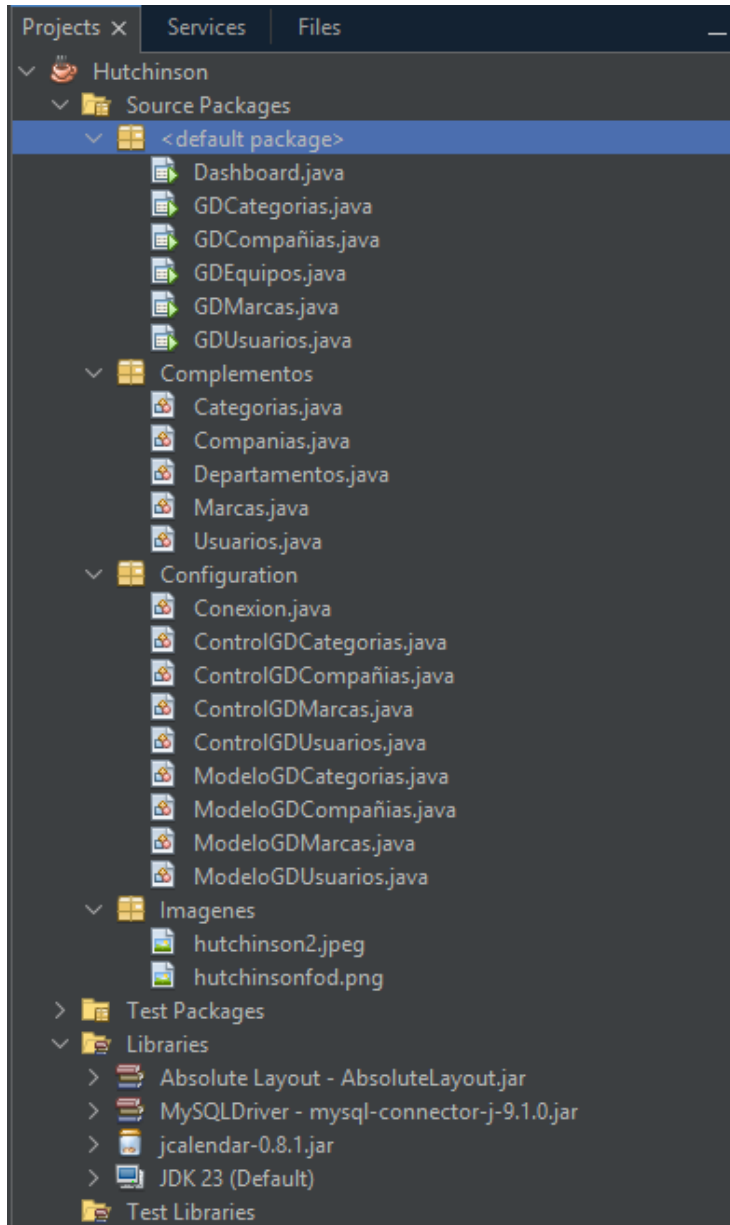 Projects Services Files
Hutchinson
Source Packages
<default package>
Dashboard.java
GDCategorias.java
GDCompañias.java
GDEquipos.java
GDMarcas.java
GDUsuarios.java
Complementos
Categorias.java
Companias.java
Departamentos.java
Marcas.java
Usuarios.java
Configuration
Conexion.java
ControlGDCategorias.java
ControlGDCompañias.java
ControlGDMarcas.java
ControlGDUsuarios.java
ModeloGDCategorias.java
ModeloGDCompañias.java
ModeloGDMarcas.java
ModeloGDUsuarios.java
Imagenes
hutchinson2.jpeg
hutchinsonfod.png
Test Packages
Libraries
Absolute Layout - AbsoluteLayout.jar
MySQLDriver - mysql-connector-j-9.1.0.jar
jcalendar-0.8.1.jar
JDK 23 (Default)
Test Libraries